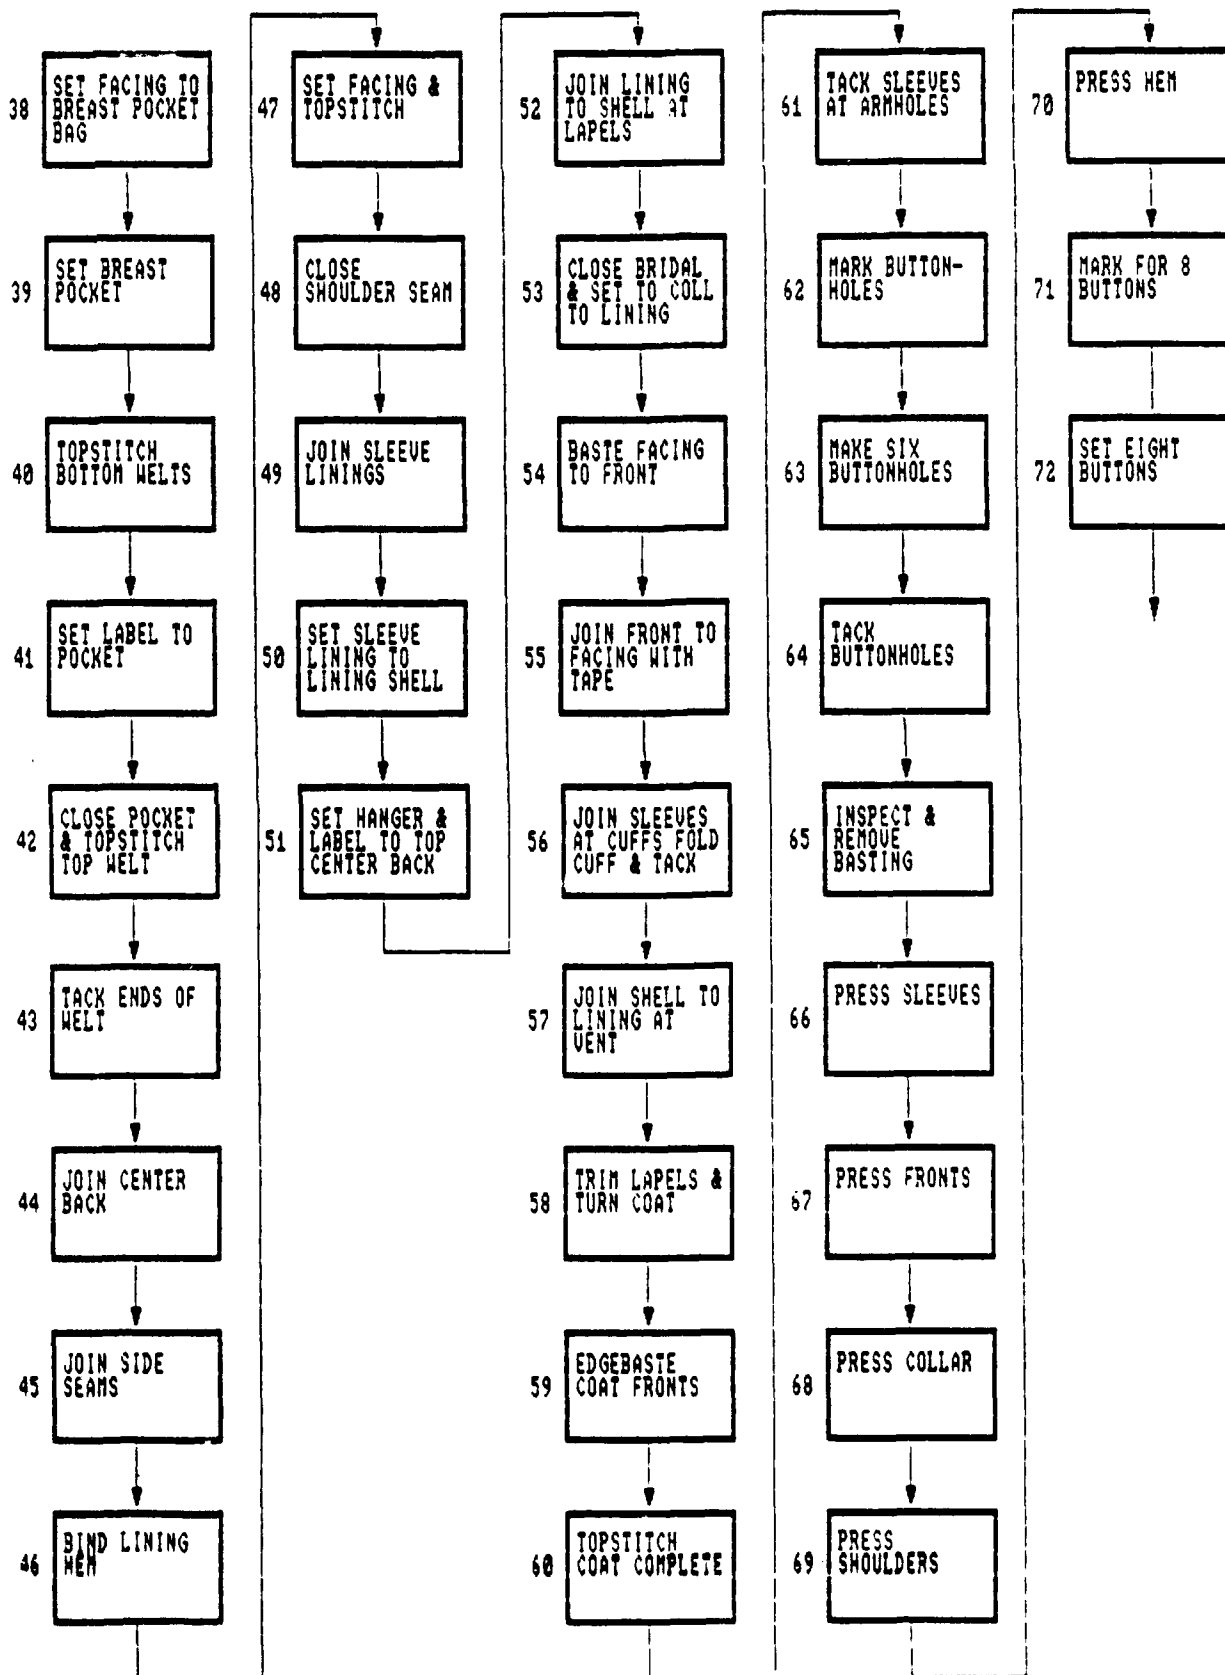 38
SET FACING TO
BREAST POCKET
BAG
39
SET BREAST
POCKET
40
TOPSTITCH
BOTTOM WELTS
41
SET LABEL TO
POCKET
42
CLOSE POCKET
& TOPSTITCH
TOP WELT
43
TACK ENDS OF
WELT
44
JOIN CENTER
BACK
45
JOIN SIDE
SEAMS
46
BIND LINING
HEM
47
SET FACING &
TOPSTITCH
48
CLOSE
SHOULDER SEAM
49
JOIN SLEEVE
LININGS
50
SET SLEEVE
LINING TO
LINING SHELL
51
SET HANGER &
LABEL TO TOP
CENTER BACK
52
JOIN LINING
TO SHELL AT
LAPELS
53
CLOSE BRIDAL
& SET TO COLL
TO LINING
54
BASTE FACING
TO FRONT
55
JOIN FRONT TO
FACING WITH
TAPE
56
JOIN SLEEVES
AT CUFFS FOLD
CUFF & TACK
57
JOIN SHELL TO
LINING AT
VENT
58
TRIM LAPELS &
TURN COAT
59
EDGEBASTE
COAT FRONTS
60
TOPSTITCH
COAT COMPLETE
61
TACK SLEEVES
AT ARMHOLES
62
MARK BUTTON-
HOLES
63
MAKE SIX
BUTTONHOLES
64
TACK
BUTTONHOLES
65
INSPECT &
REMOVE
BASTING
66
PRESS SLEEVES
67
PRESS FRONTS
68
PRESS COLLAR
69
PRESS
SHOULDERS
70
PRESS HEM
71
MARK FOR 8
BUTTONS
72
SET EIGHT
BUTTONS